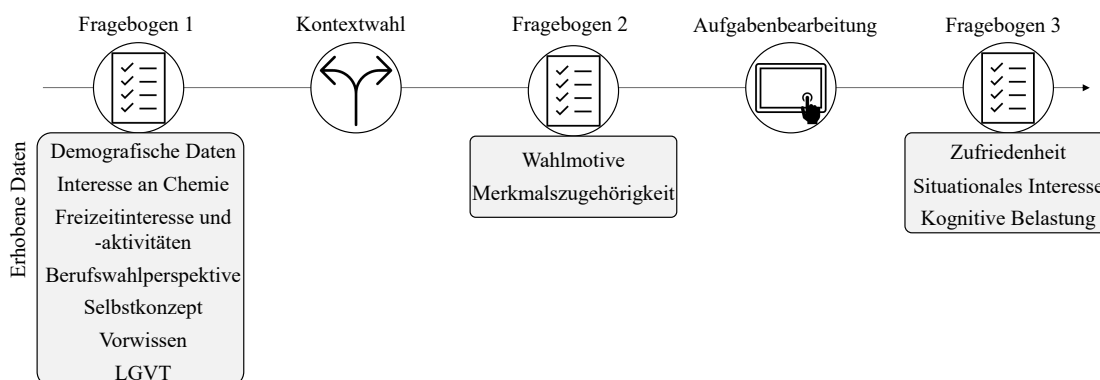 Fragebogen 1
Kontextwahl
Fragebogen 2
Aufgabenbearbeitung
Fragebogen 3
Erhobene Daten
Demografische Daten
Interesse an Chemie
Freizeitinteresse und
-aktivitäten
Berufswahlperspektive
Selbstkonzept
Vorwissen
LGVT
Wahlmotive
Merkmalszugehörigkeit
Zufriedenheit
Situationales Interesse
Kognitive Belastung